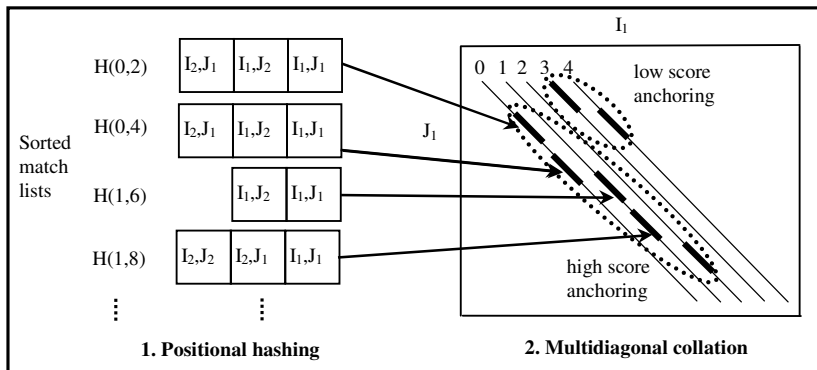 I₁
H(0,2) I₂,J₁ I₁,J₂ I₁,J₁
0 1 2 3 4
low score
anchoring
H(0,4) I₂,J₁ I₁,J₂ I₁,J₁
J₁
Sorted
match
lists
H(1,6) I₁,J₂ I₁,J₁
H(1,8) I₂,J₂ I₂,J₁ I₁,J₁
high score
anchoring
1. Positional hashing
2. Multidiagonal collation